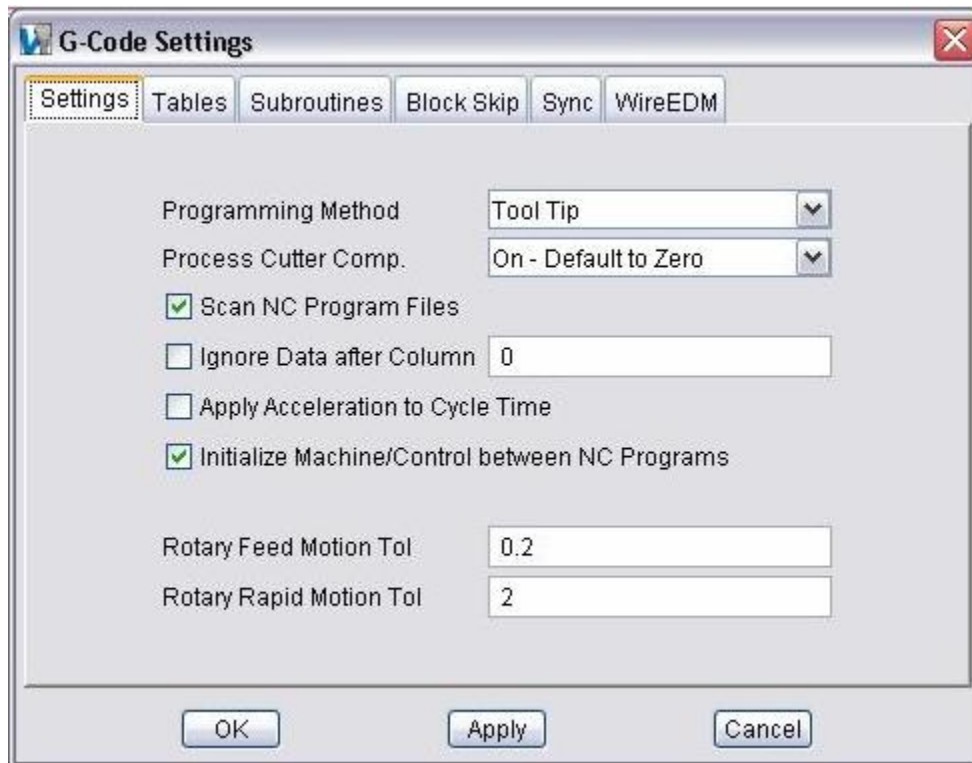 G-Code Settings
Settings Tables Subroutines Block Skip Sync WireEDM
Programming Method Tool Tip
Process Cutter Comp. On - Default to Zero
Scan NC Program Files
Ignore Data after Column 0
Apply Acceleration to Cycle Time
Initialize Machine/Control between NC Programs
Rotary Feed Motion Tol 0.2
Rotary Rapid Motion Tol 2
OK Apply Cancel